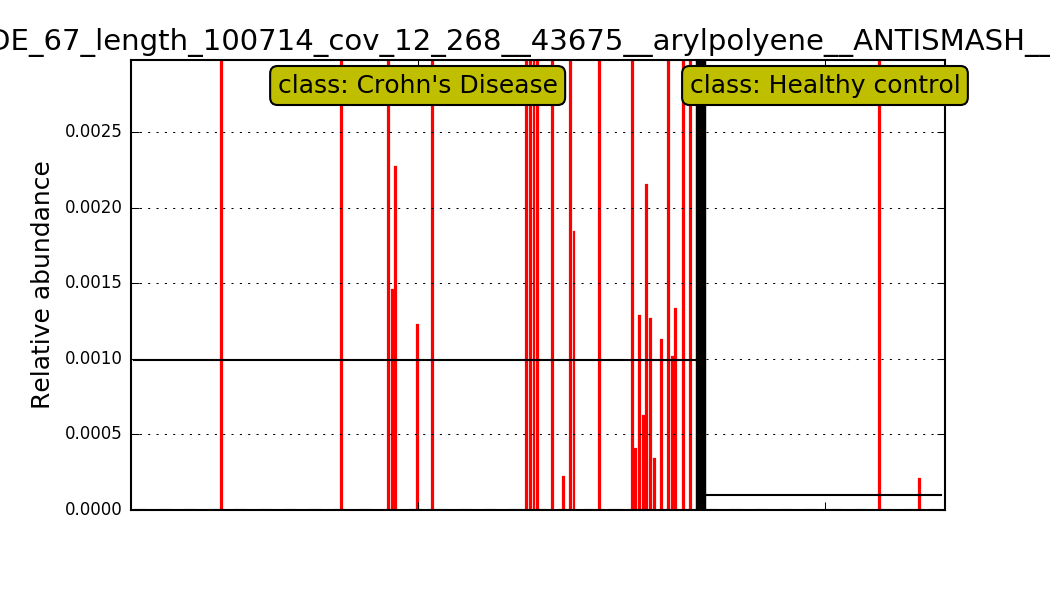 DE_67_length_100714_cov_12_268__43675__arylpolyene__ANTISMASH__
class: Crohn's Disease
class: Healthy control
Relative abundance
0.0025
0.0020
0.0015
0.0010
0.0005
0.0000